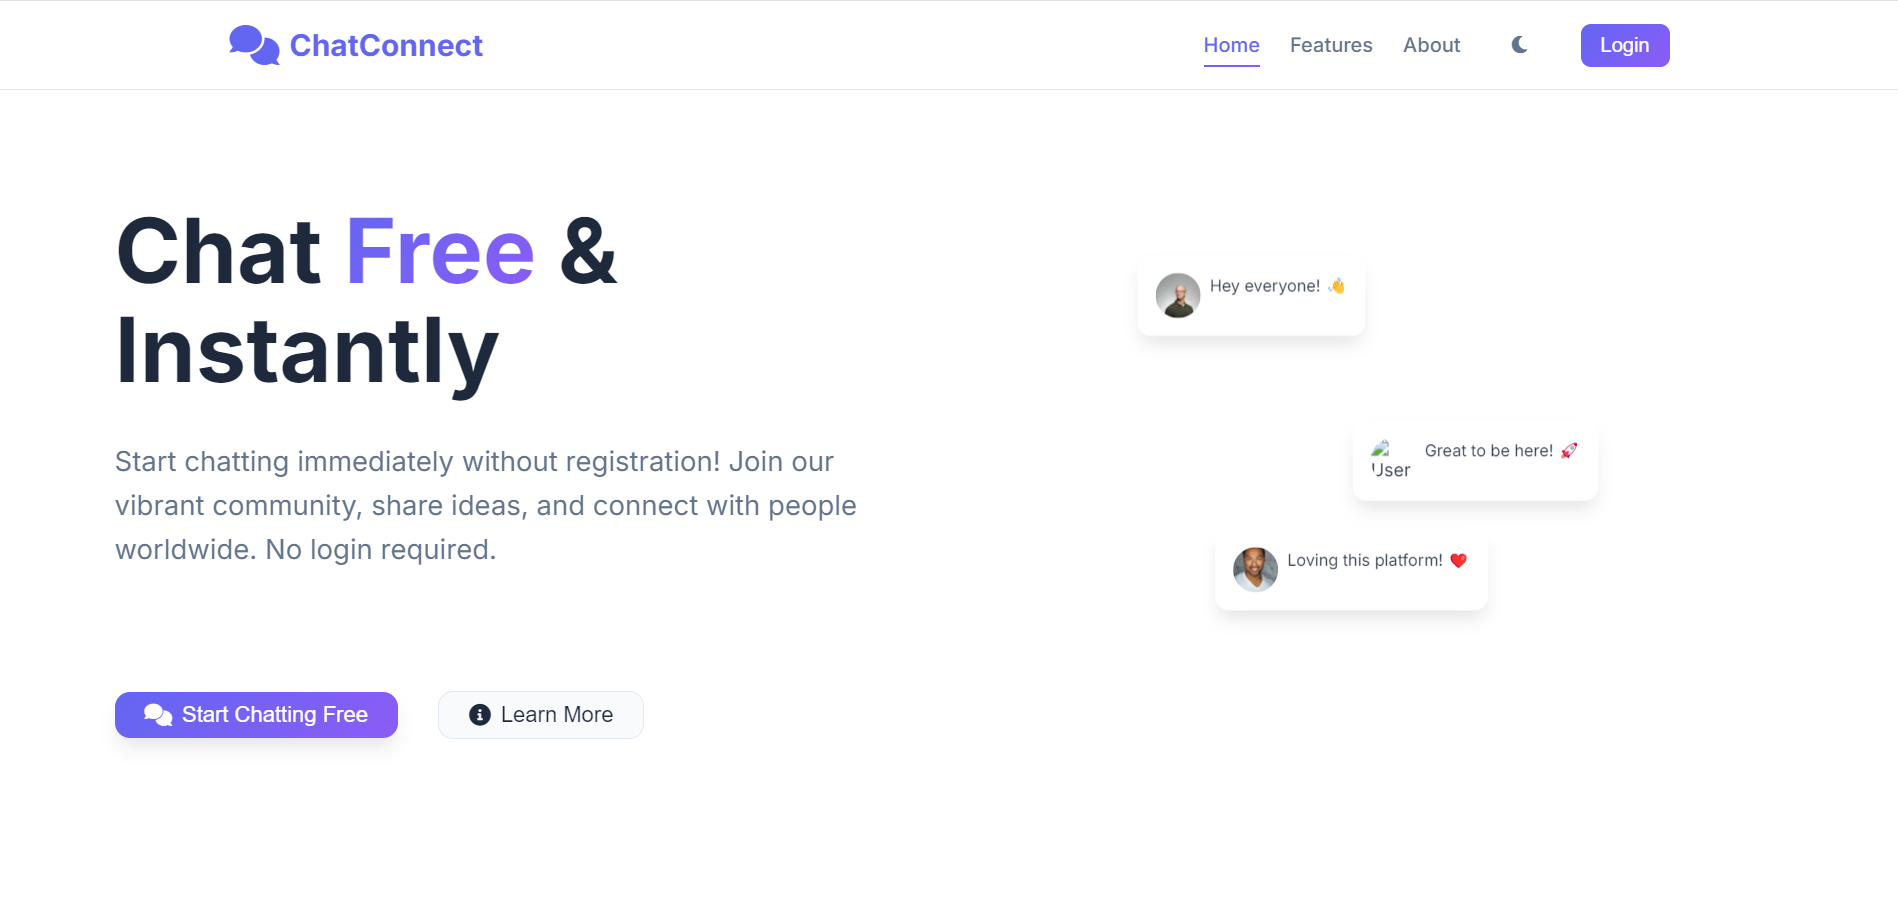 ChatConnect
Home
Features
About
Login
Chat Free &
Instantly
Start chatting immediately without registration! Join our
vibrant community, share ideas, and connect with people
worldwide. No login required.
Start Chatting Free
Learn More
Hey everyone! 👋
User
Great to be here! 🚀
Loving this platform! ❤️